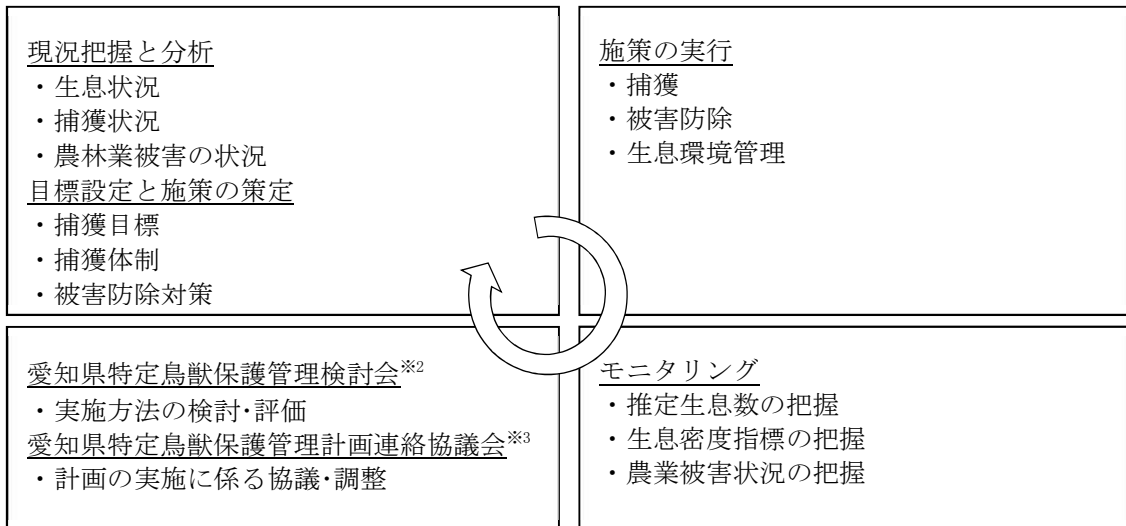 現況把握と分析
・生息状況
・捕獲状況
・農林業被害の状況
目標設定と施策の策定
・捕獲目標
・捕獲体制
・被害防除対策
施策の実行
・捕獲
・被害防除
・生息環境管理
愛知県特定鳥獣保護管理検討会※2
・実施方法の検討･評価
愛知県特定鳥獣保護管理計画連絡協議会※3
・計画の実施に係る協議･調整
モニタリング
・推定生息数の把握
・生息密度指標の把握
・農業被害状況の把握